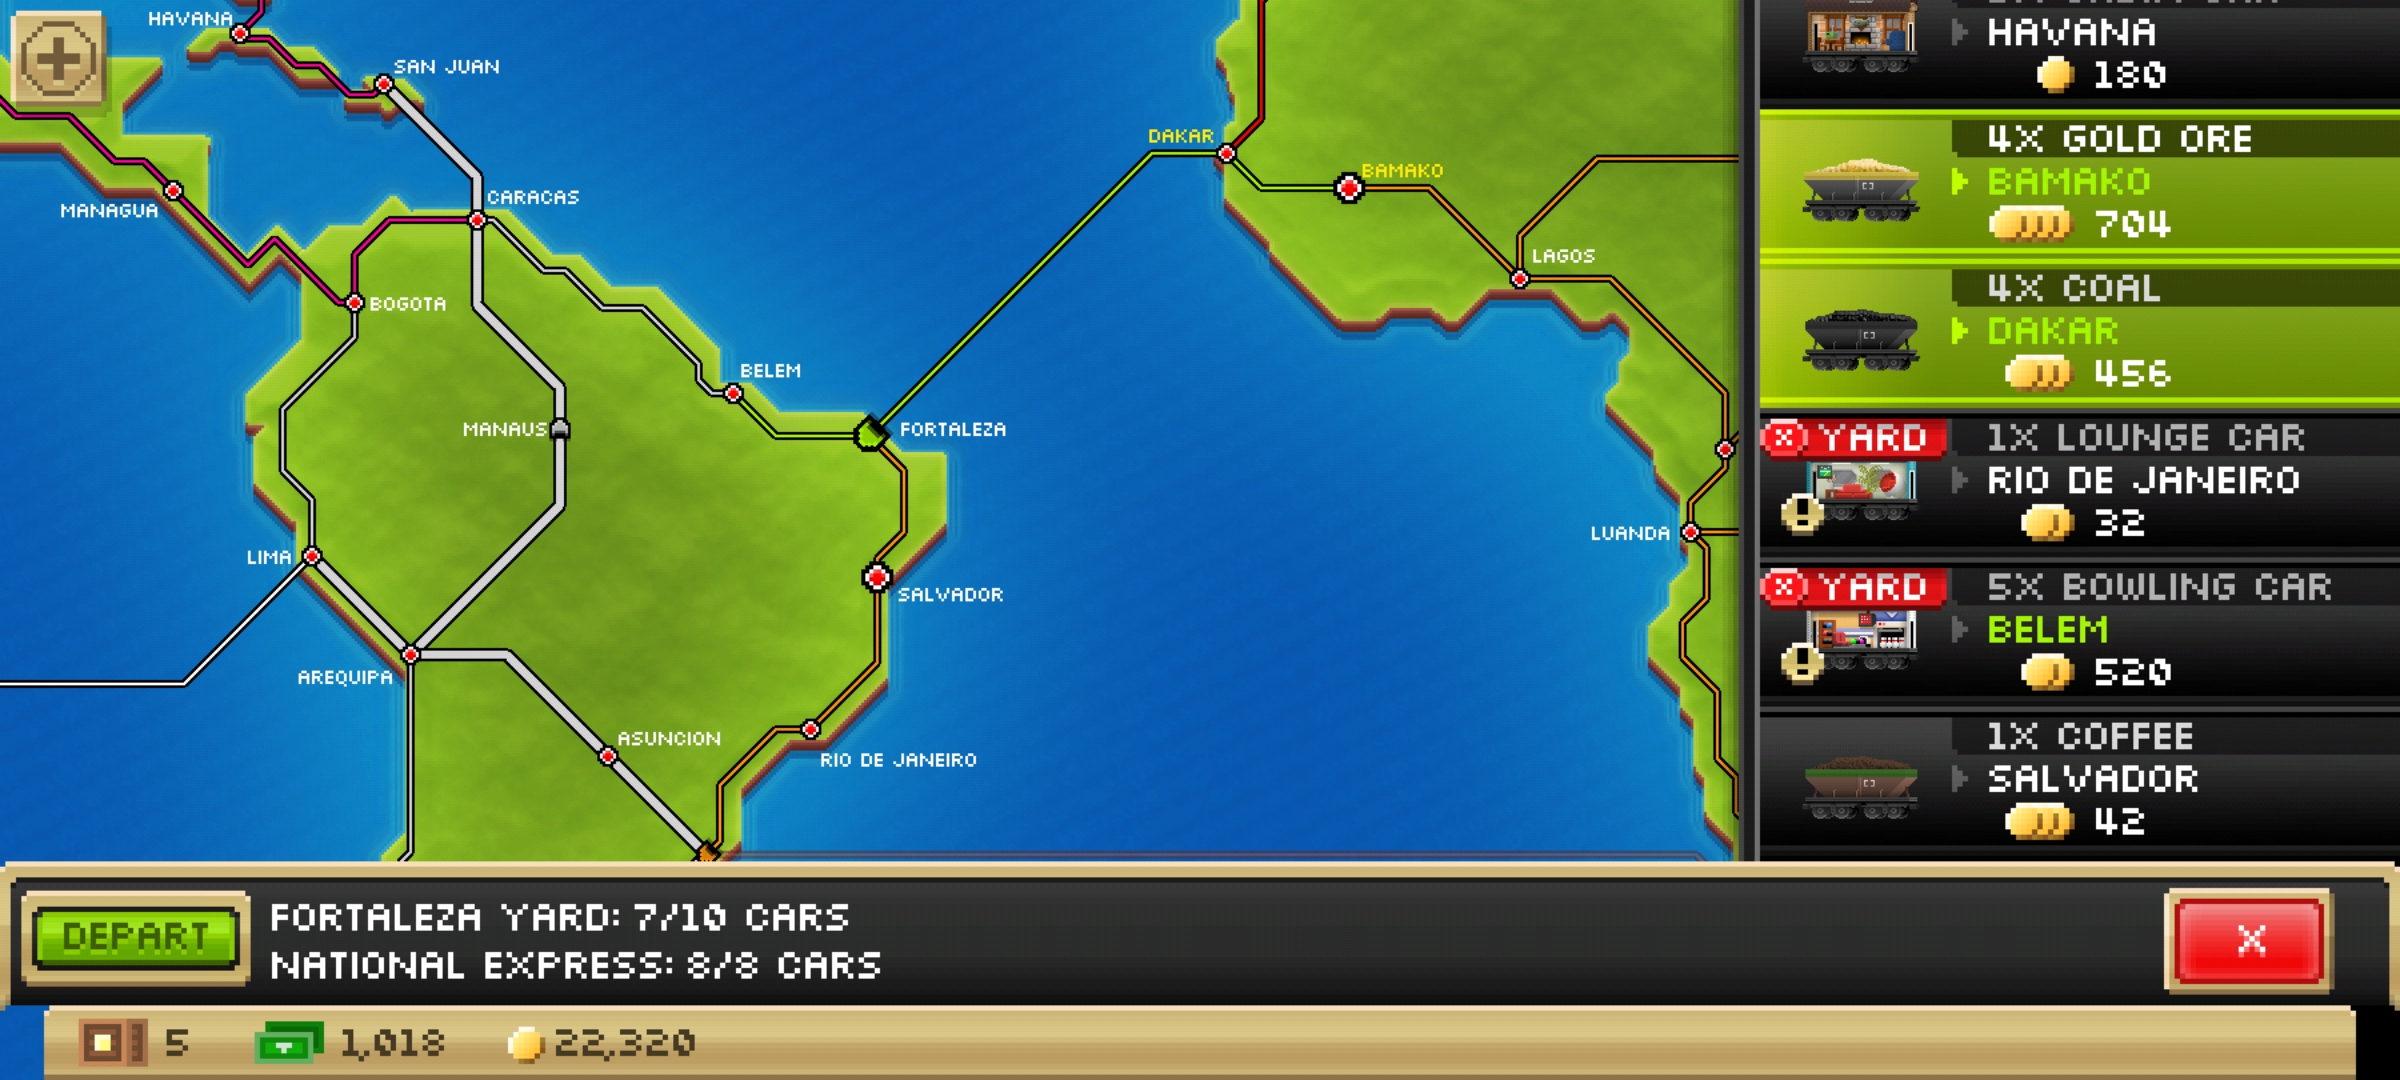 HAVANA
SAN JUAN
CARACAS
MANAGUA
BOGOTA
BELEM
MANAUS
FORTALEZA
DAKAR
BAMAKO
LAGOS
LIMA
LUANDA
SALVADOR
AREQUIPA
ASUNCION
RIO DE JANEIRO
HAVANA
180
4X GOLD ORE
BAMAKO
704
4X COAL
DAKAR
456
YARD
1X LOUNGE CAR
RIO DE JANEIRO
32
YARD
5X BOWLING CAR
BELEM
520
1X COFFEE
SALVADOR
42
DEPART
FORTALEZA YARD: 7/10 CARS
NATIONAL EXPRESS: 8/8 CARS
X
5
1,018
22,320